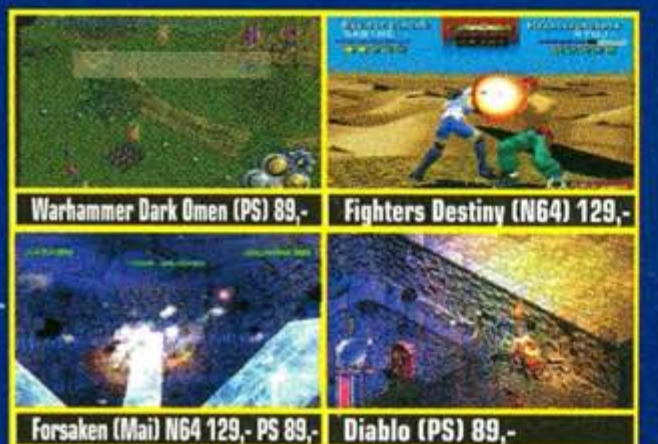 Warhammer Dark Omen (PS) 89,-
Fighters Destiny (N64) 129,-
Forsaken (Mai) N64 129,- PS 89,-
Diablo (PS) 89,-